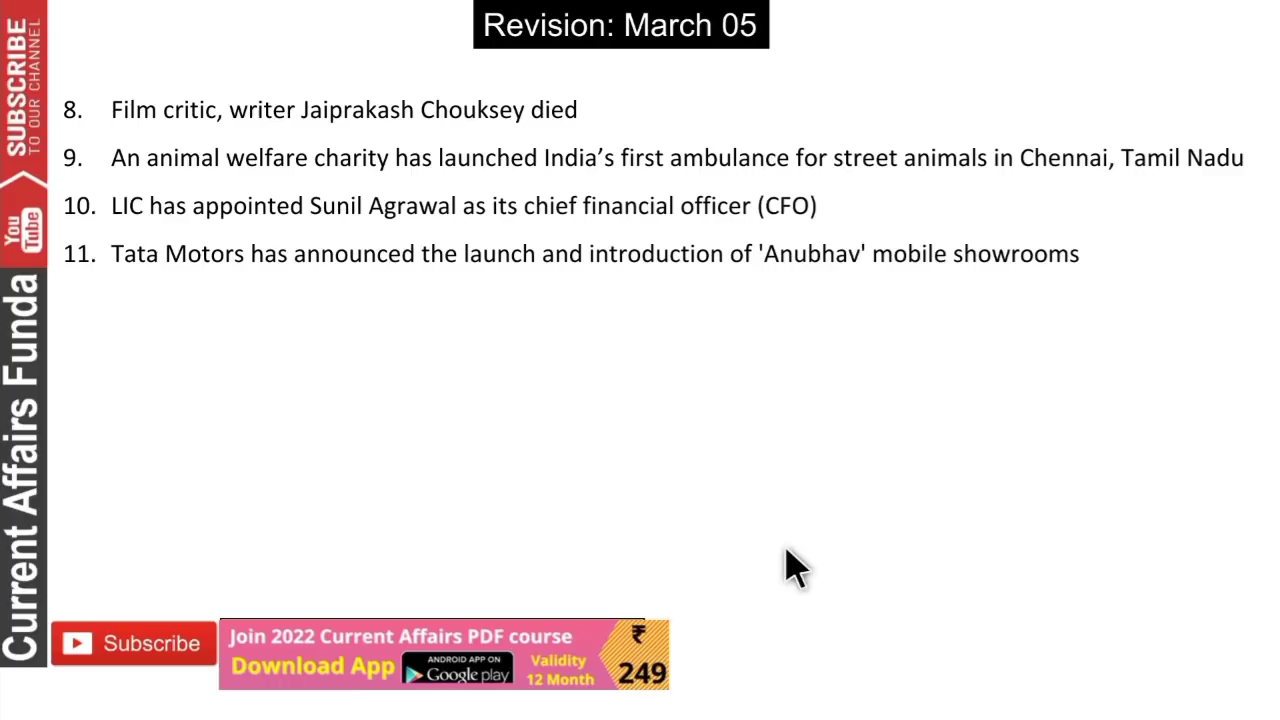 Revision: March 05
8. Film critic, writer Jaiprakash Chouksey died
9. An animal welfare charity has launched India’s first ambulance for street animals in Chennai, Tamil Nadu
10. LIC has appointed Sunil Agrawal as its chief financial officer (CFO)
11. Tata Motors has announced the launch and introduction of 'Anubhav' mobile showrooms
SUBSCRIBE
TO OUR CHANNEL
You
Tube
Current Affairs Funda
Subscribe
Join 2022 Current Affairs PDF course
Download App
ANDROID APP ON
Google play
Validity
12 Month
₹
249